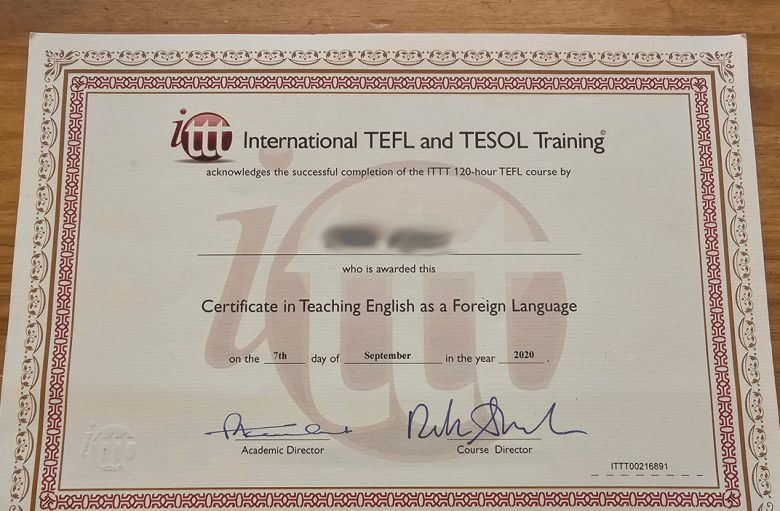 ittt International TEFL and TESOL Training©
acknowledges the successful completion of the ITTT 120-hour TEFL course by
who is awarded this
Certificate in Teaching English as a Foreign Language
on the 7th day of September in the year 2020 .
Academic Director
Course Director
ITTT00216891